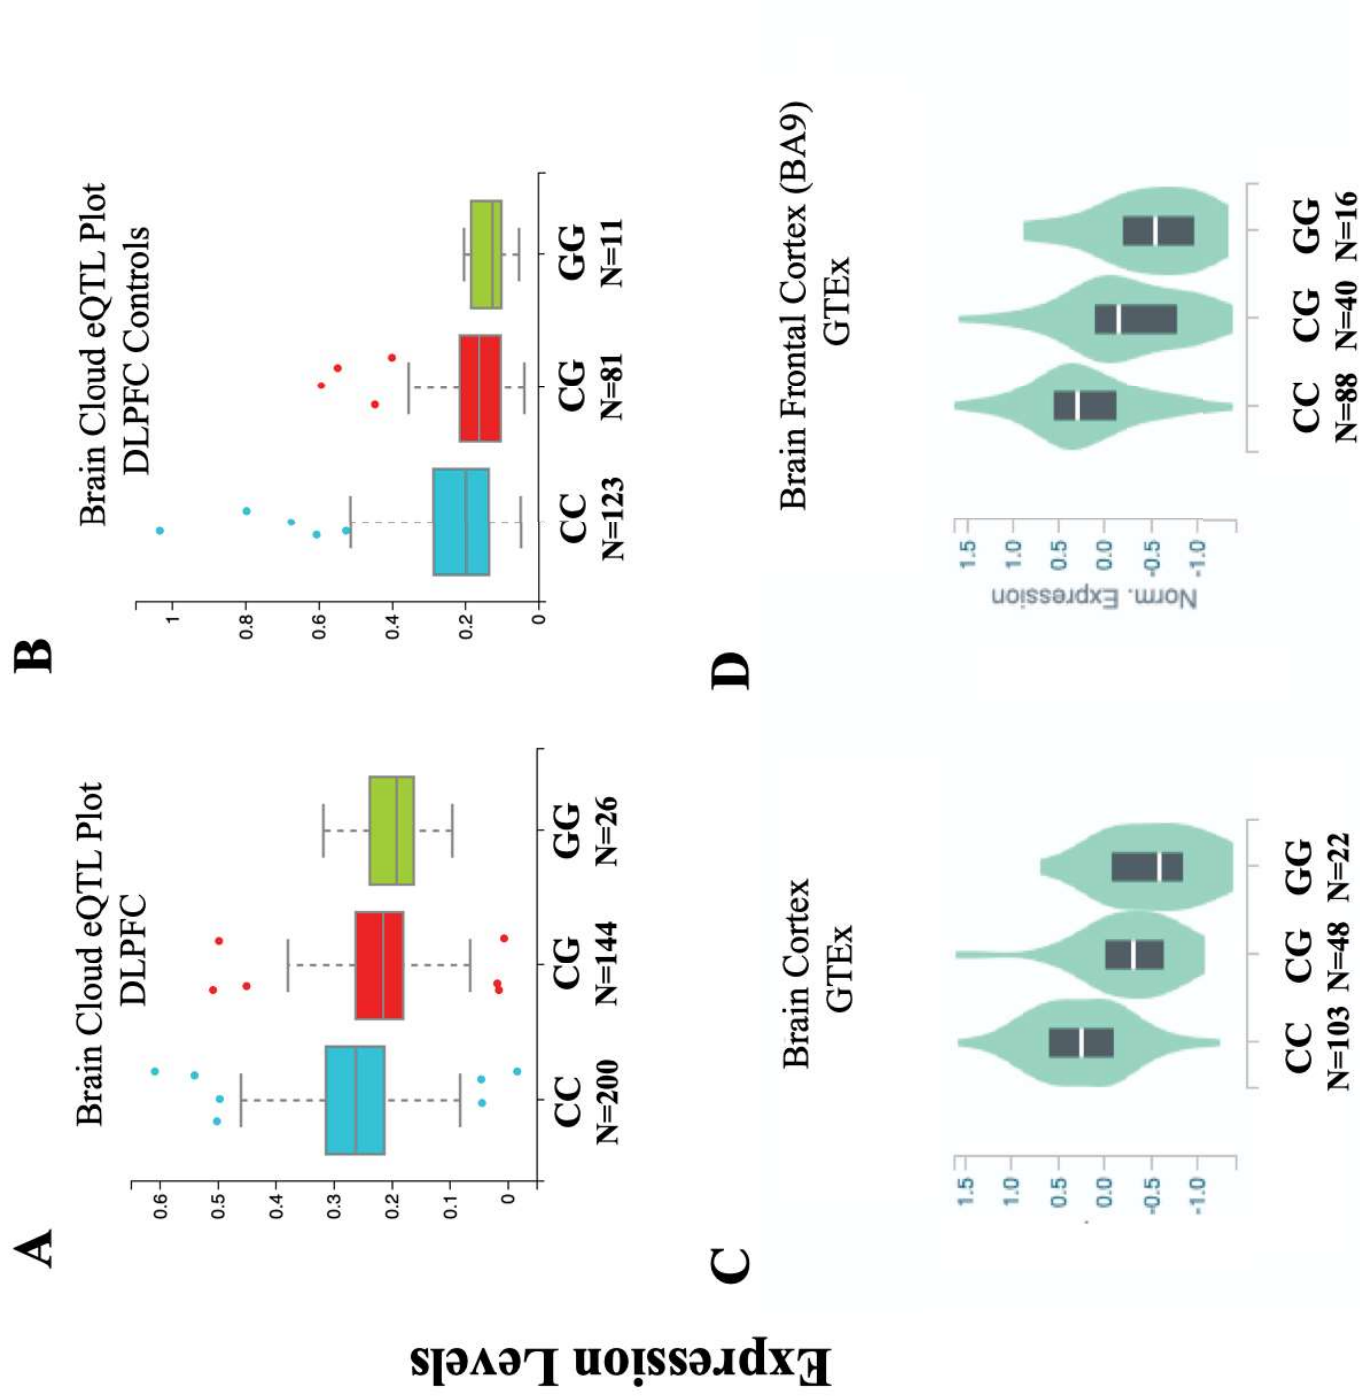 Expression Levels
A
Brain Cloud eQTL Plot
DLPFC
0.6
0.5
0.4
0.3
0.2
0.1
0
CC CG GG
N=200 N=144 N=26
B
Brain Cloud eQTL Plot
DLPFC Controls
1
0.8
0.6
0.4
0.2
0
CC CG GG
N=123 N=81 N=11
C
Brain Cortex
GTEx
1.5
1.0
0.5
0.0
-0.5
-1.0
CC CG GG
N=103 N=48 N=22
D
Brain Frontal Cortex (BA9)
GTEx
Norm. Expression
1.5
1.0
0.5
0.0
-0.5
-1.0
CC CG GG
N=88 N=40 N=16